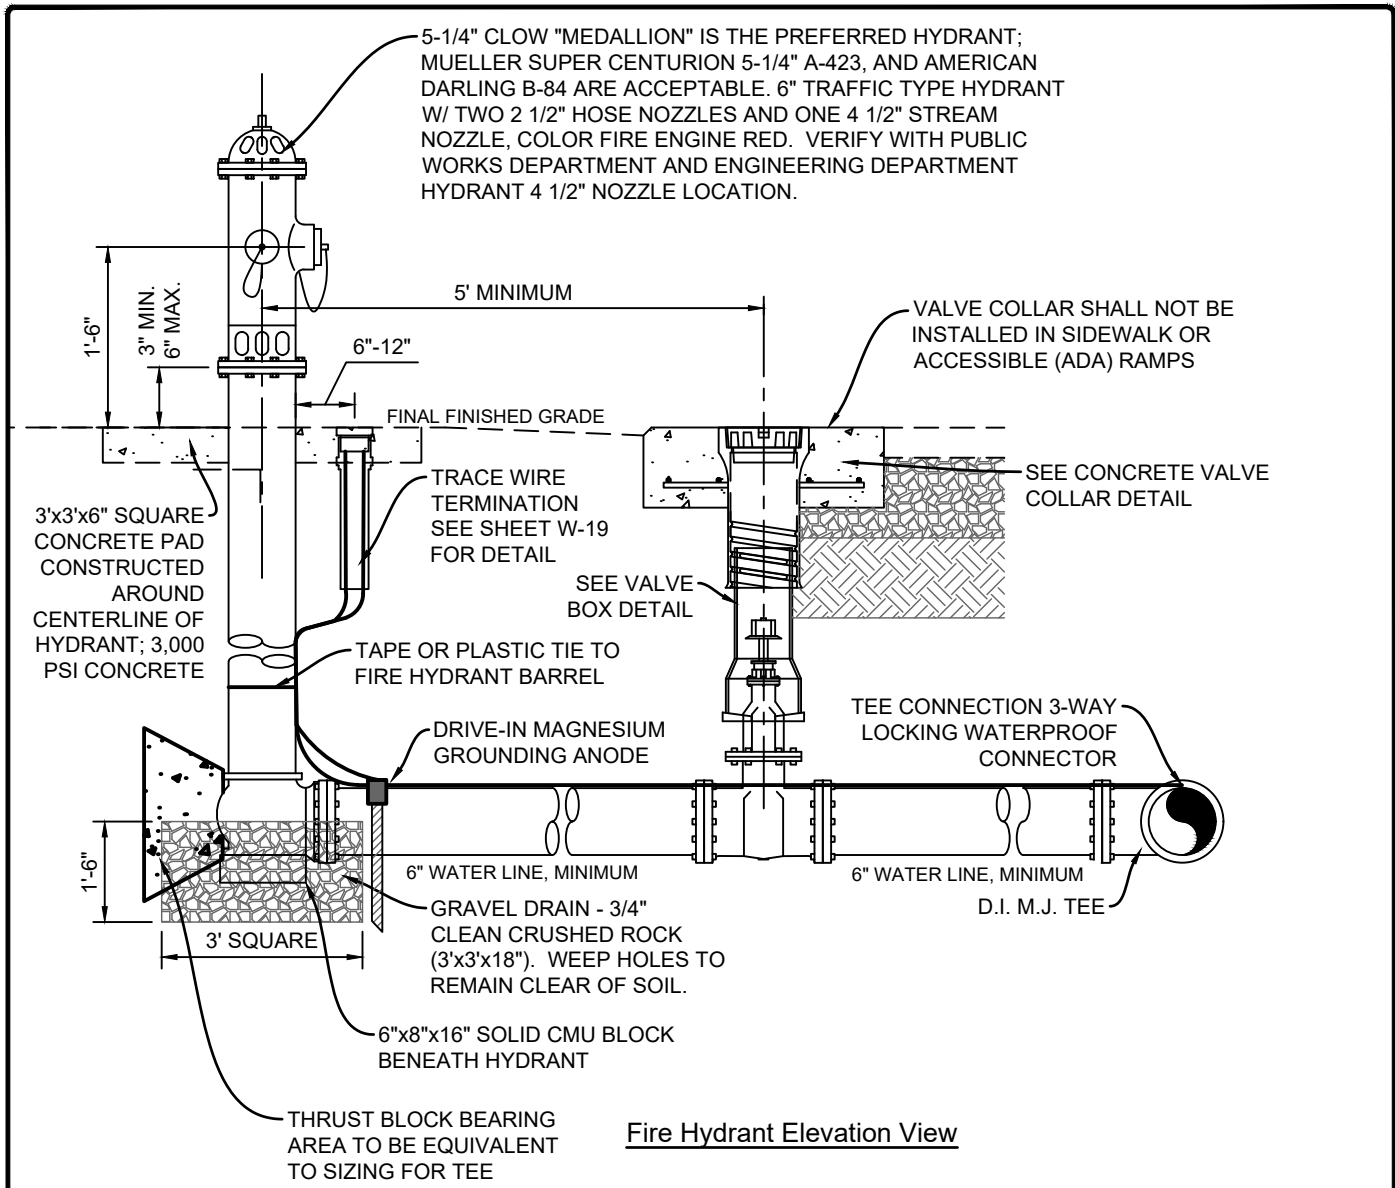 5-1/4" CLOW "MEDALLION" IS THE PREFERRED HYDRANT;
MUELLER SUPER CENTURION 5-1/4" A-423, AND AMERICAN
DARLING B-84 ARE ACCEPTABLE. 6" TRAFFIC TYPE HYDRANT
W/ TWO 2 1/2" HOSE NOZZLES AND ONE 4 1/2" STREAM
NOZZLE, COLOR FIRE ENGINE RED. VERIFY WITH PUBLIC
WORKS DEPARTMENT AND ENGINEERING DEPARTMENT
HYDRANT 4 1/2" NOZZLE LOCATION.
5' MINIMUM
1'-6"
3" MIN.
6" MAX.
6"-12"
VALVE COLLAR SHALL NOT BE
INSTALLED IN SIDEWALK OR
ACCESSIBLE (ADA) RAMPS
FINAL FINISHED GRADE
SEE CONCRETE VALVE
COLLAR DETAIL
TRACE WIRE
TERMINATION
SEE SHEET W-19
FOR DETAIL
3'x3'x6" SQUARE
CONCRETE PAD
CONSTRUCTED
AROUND
CENTERLINE OF
HYDRANT; 3,000
PSI CONCRETE
SEE VALVE
BOX DETAIL
TAPE OR PLASTIC TIE TO
FIRE HYDRANT BARREL
DRIVE-IN MAGNESIUM
GROUNDING ANODE
TEE CONNECTION 3-WAY
LOCKING WATERPROOF
CONNECTOR
1'-6"
6" WATER LINE, MINIMUM
6" WATER LINE, MINIMUM
D.I. M.J. TEE
3' SQUARE
GRAVEL DRAIN - 3/4"
CLEAN CRUSHED ROCK
(3'x3'x18"). WEEP HOLES TO
REMAIN CLEAR OF SOIL.
6"x8"x16" SOLID CMU BLOCK
BENEATH HYDRANT
THRUST BLOCK BEARING
AREA TO BE EQUIVALENT
TO SIZING FOR TEE
Fire Hydrant Elevation View